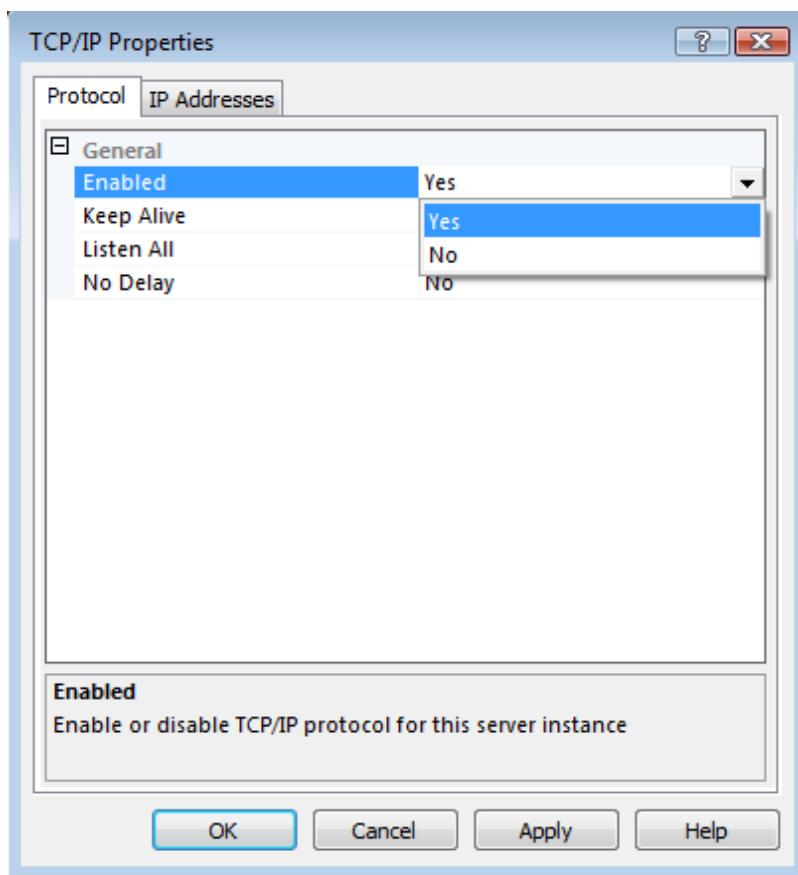 TCP/IP Properties
Protocol IP Addresses
General
Enabled Yes
Keep Alive Yes
Listen All No
No Delay No
Enabled
Enable or disable TCP/IP protocol for this server instance
OK Cancel Apply Help